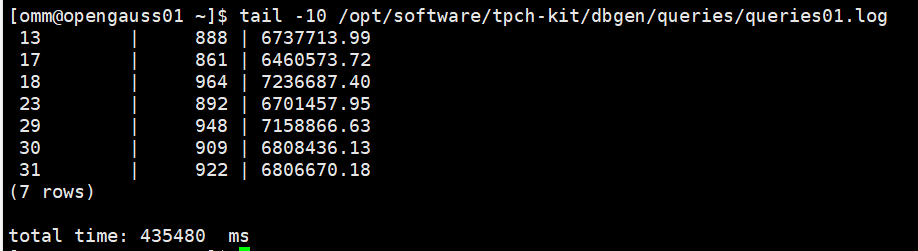 [omm@opengauss01 ~]$ tail -10 /opt/software/tpch-kit/dbgen/queries/queries01.log
 13        |     888 | 6737713.99
 17        |     861 | 6460573.72
 18        |     964 | 7236687.40
 23        |     892 | 6701457.95
 29        |     948 | 7158866.63
 30        |     909 | 6808436.13
 31        |     922 | 6806670.18
(7 rows)
total time: 435480  ms